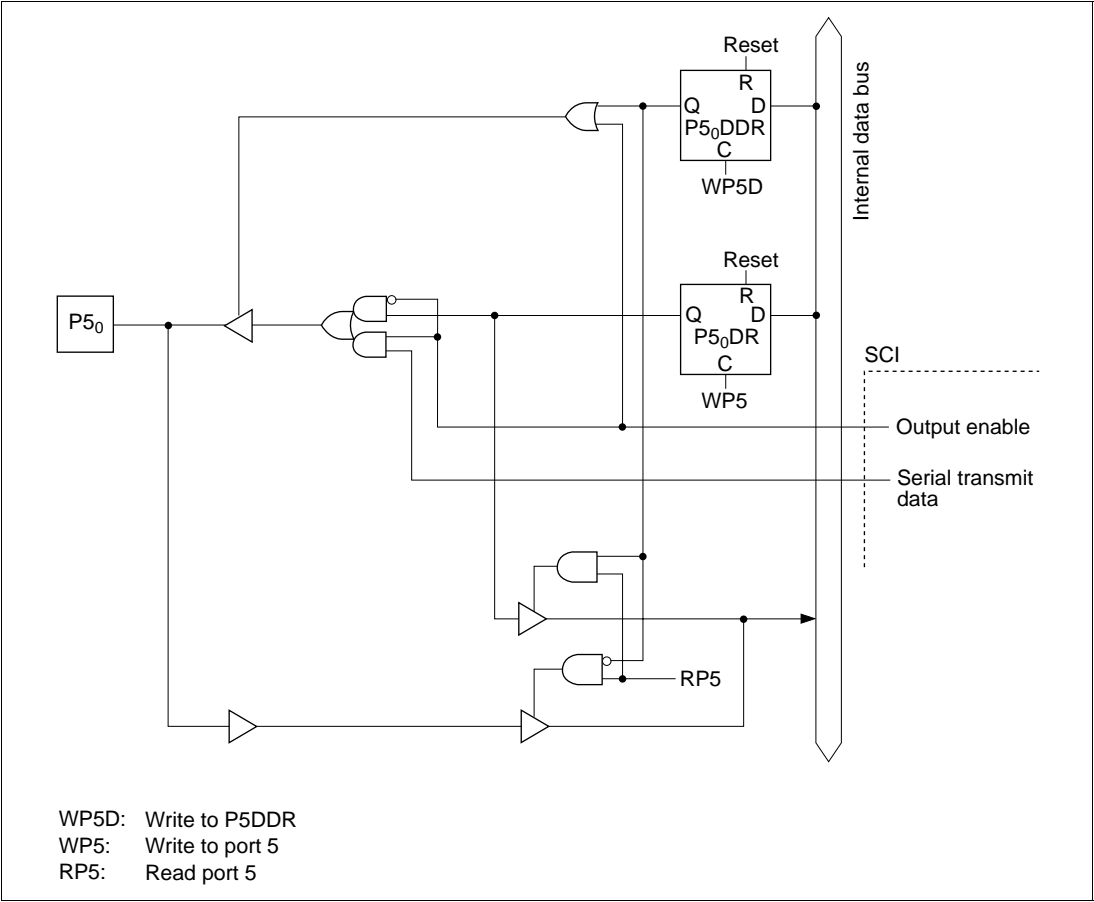 Reset
R
Q D
P5₀DDR
C
WP5D
Internal data bus
Reset
R
Q D
P5₀DR
C
WP5
P5₀
SCI
Output enable
Serial transmit
data
RP5
WP5D: Write to P5DDR
WP5: Write to port 5
RP5: Read port 5